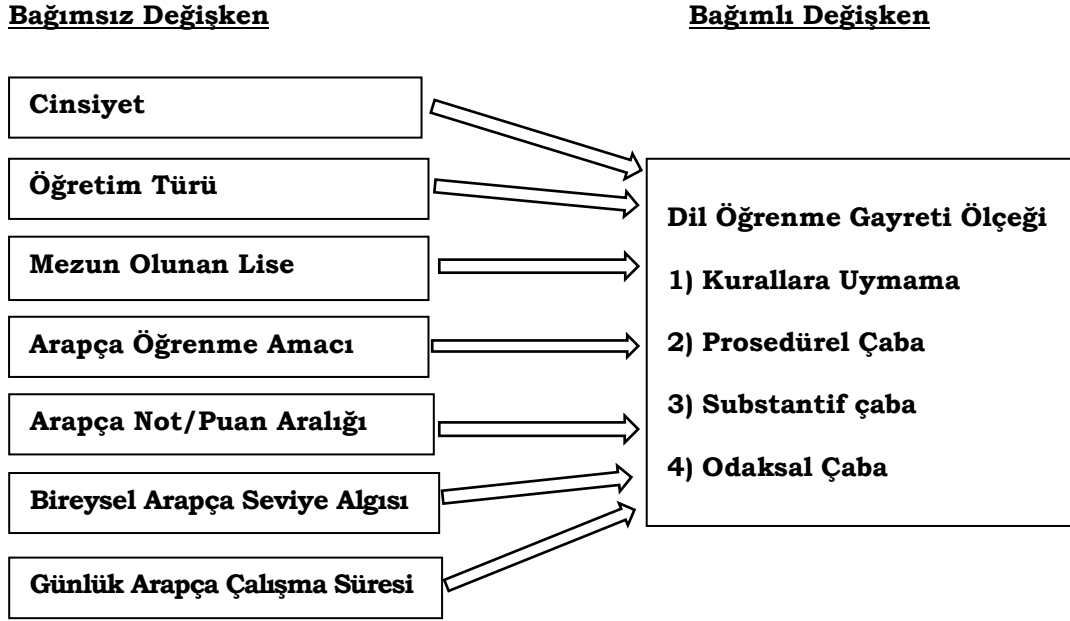 Bağımsız Değişken
Bağımlı Değişken
Cinsiyet
Öğretim Türü
Mezun Olunan Lise
Arapça Öğrenme Amacı
Arapça Not/Puan Aralığı
Bireysel Arapça Seviye Algısı
Günlük Arapça Çalışma Süresi
Dil Öğrenme Gayreti Ölçeği
1) Kurallara Uymama
2) Prosedürel Çaba
3) Substantif çaba
4) Odaksal Çaba